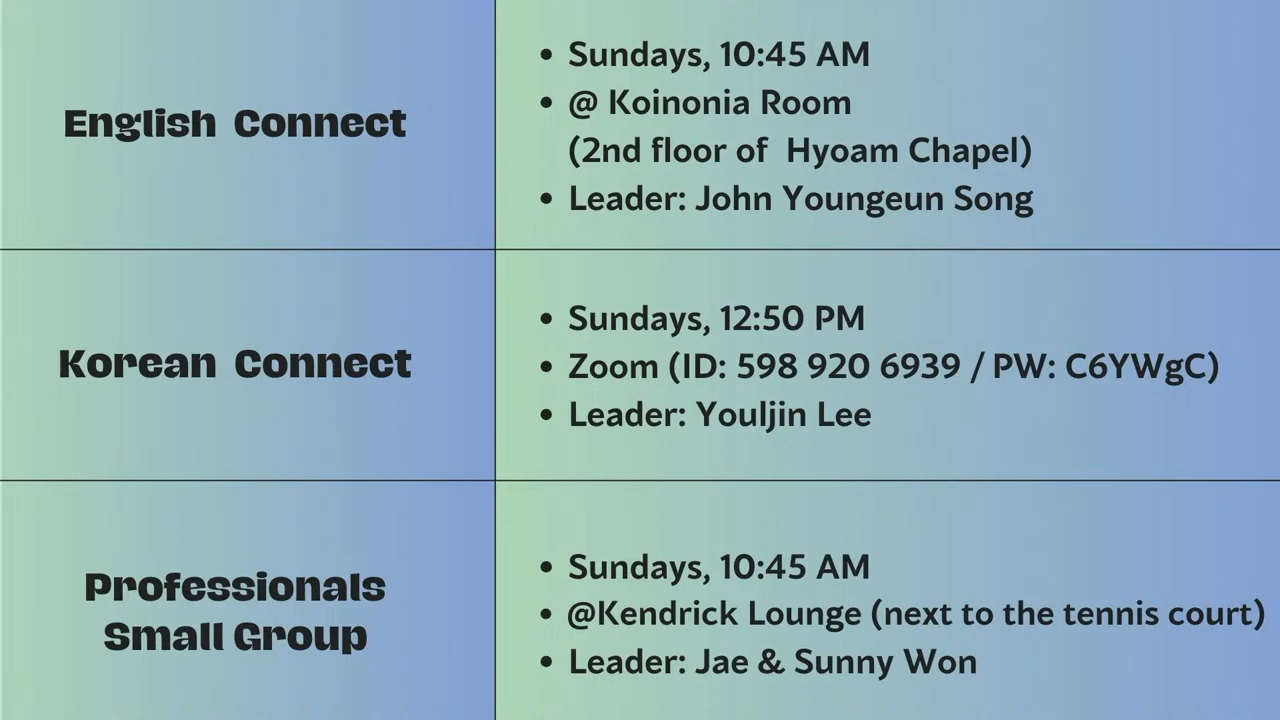 English Connect
• Sundays, 10:45 AM
• @ Koinonia Room
(2nd floor of Hyoam Chapel)
• Leader: John Youngeun Song
Korean Connect
• Sundays, 12:50 PM
• Zoom (ID: 598 920 6939 / PW: C6YWgC)
• Leader: Youljin Lee
Professionals
Small Group
• Sundays, 10:45 AM
• @Kendrick Lounge (next to the tennis court)
• Leader: Jae & Sunny Won